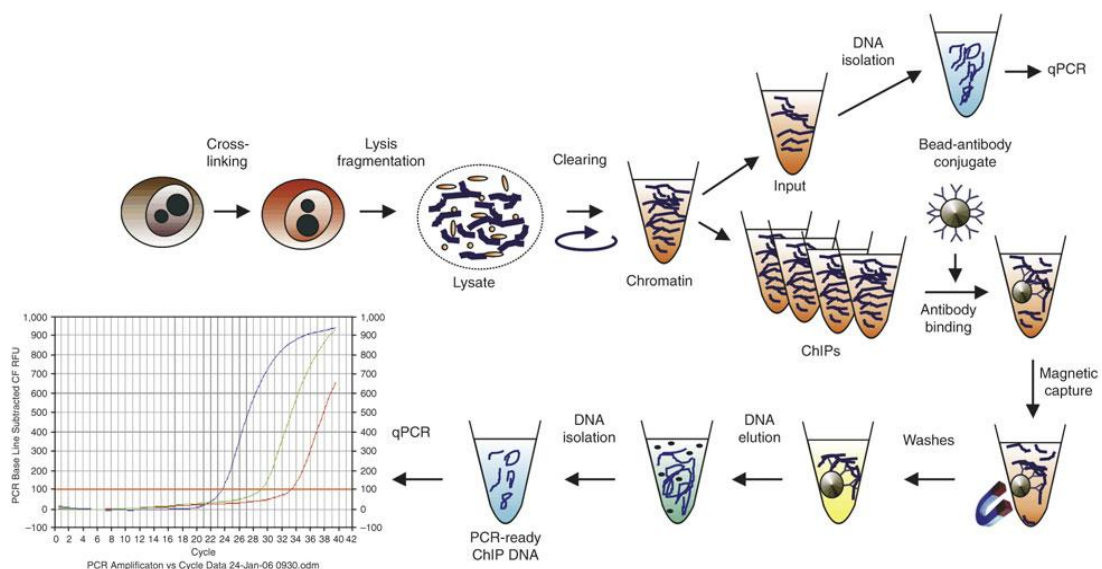 DNA
isolation
qPCR
Cross-
linking
Lysis
fragmentation
Clearing
Input
Bead-antibody
conjugate
Lysate
Chromatin
Antibody
binding
ChIPs
Magnetic
capture
Washes
DNA
elution
DNA
isolation
PCR-ready
ChIP DNA
qPCR
PCR Base Line Subtracted CF RFU
1,000 1,000
900 900
800 800
700 700
600 600
500 500
400 400
300 300
200 200
100 100
0 0
−100 −100
0 2 4 6 8 10 12 14 16 18 20 22 24 26 28 30 32 34 36 38 40 42
Cycle
PCR Amplificaton vs Cycle Data 24-Jan-06 0930.odm